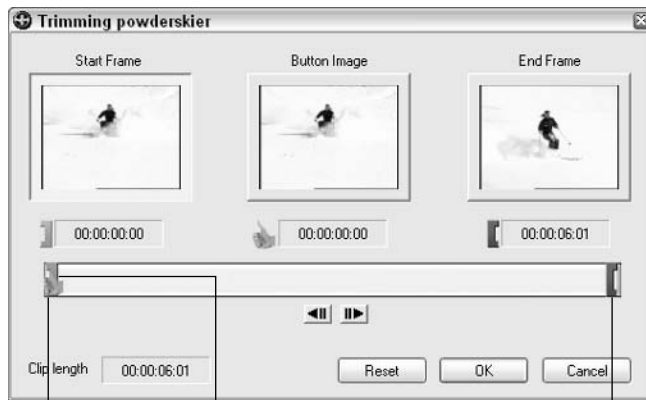 Trimming powderskier
Start Frame
Button Image
End Frame
00:00:00:00
00:00:00:00
00:00:06:01
Clip length
00:00:06:01
Reset
OK
Cancel